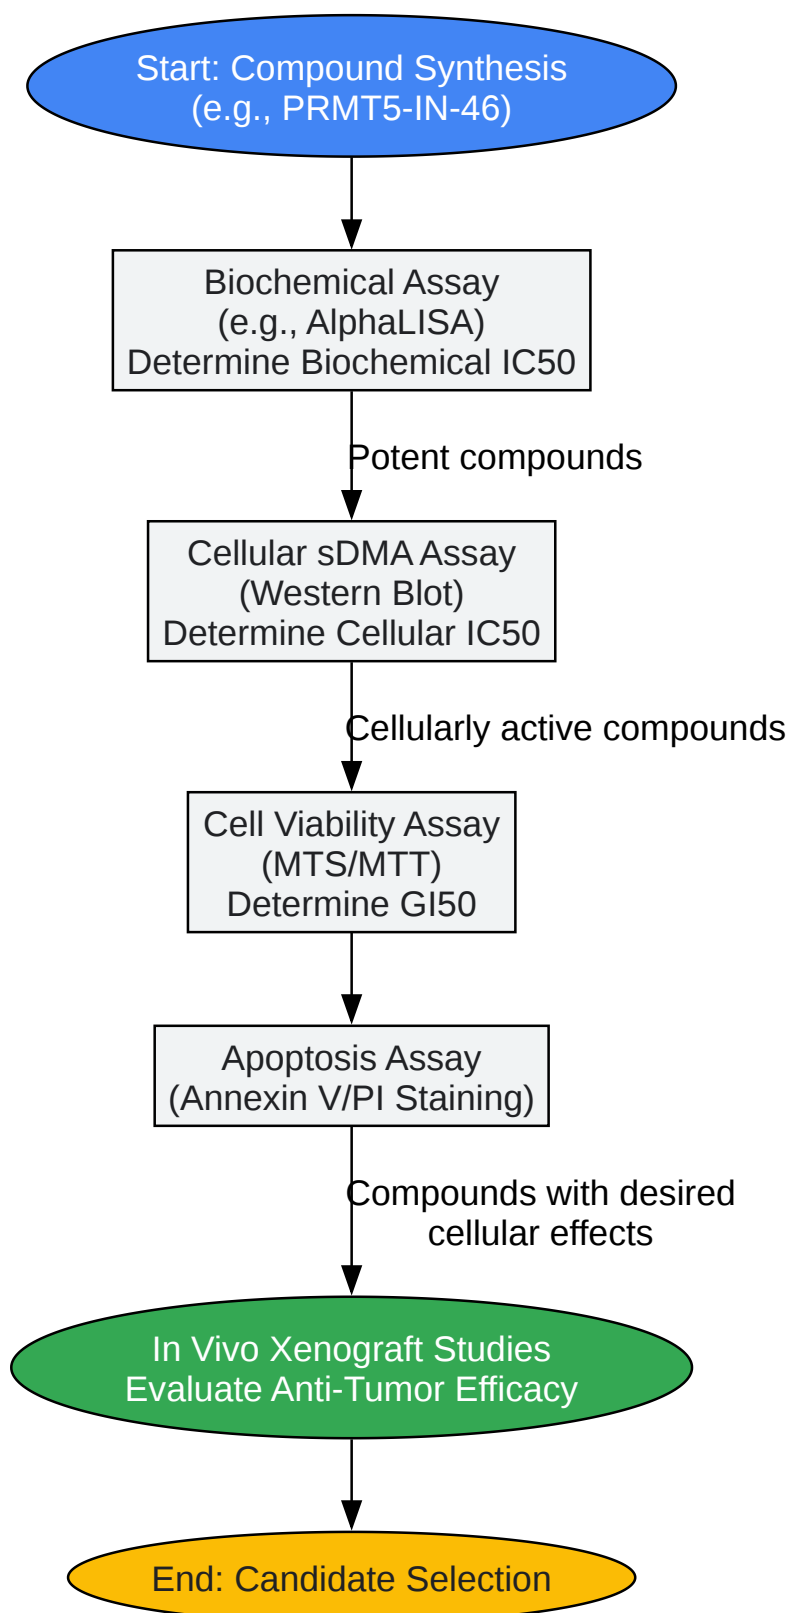 Start: Compound Synthesis
(e.g., PRMT5-IN-46)
Biochemical Assay
(e.g., AlphaLISA)
Determine Biochemical IC50
Potent compounds
Cellular sDMA Assay
(Western Blot)
Determine Cellular IC50
Cellularly active compounds
Cell Viability Assay
(MTS/MTT)
Determine GI50
Apoptosis Assay
(Annexin V/PI Staining)
Compounds with desired
cellular effects
In Vivo Xenograft Studies
Evaluate Anti-Tumor Efficacy
End: Candidate Selection